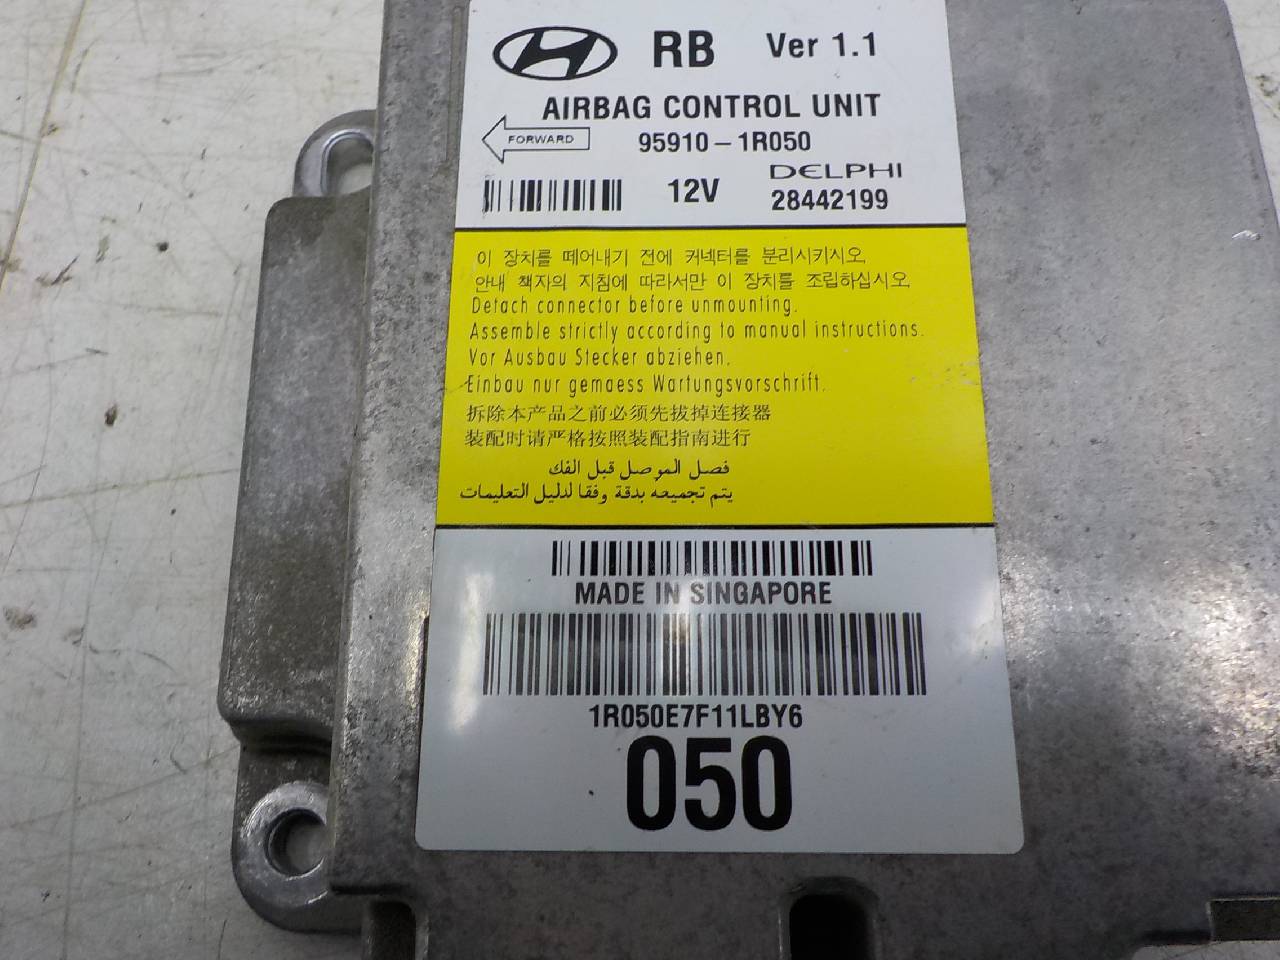 RB Ver 1.1
AIRBAG CONTROL UNIT
FORWARD
95910-1R050
12V
DELPHI
28442199
이 장치를 떼어내기 전에 커넥터를 분리시키시오.
안내 책자의 지침에 따라서만 이 장치를 조립하십시오.
Detach connector before unmounting.
Assemble strictly according to manual instructions.
Vor Ausbau Stecker abziehen.
Einbau nur gemaess Wartungsvorschrift.
拆除本产品之前必须先拔掉连接器
装配时请严格按照装配指南进行
فصل الموصل قبل الفك
يتم تجميعه بدقة وفقا لدليل التعليمات
MADE IN SINGAPORE
1R050E7F11LBY6
050